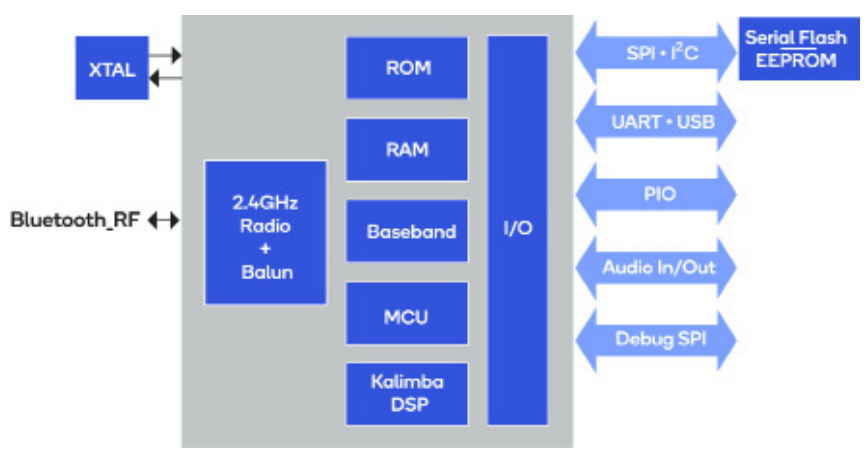 XTAL
Bluetooth_RF
2.4GHz
Radio
+
Balun
ROM
RAM
Baseband
MCU
Kalimba
DSP
I/O
SPI • I²C
UART • USB
PIO
Audio In/Out
Debug SPI
Serial Flash
EEPROM